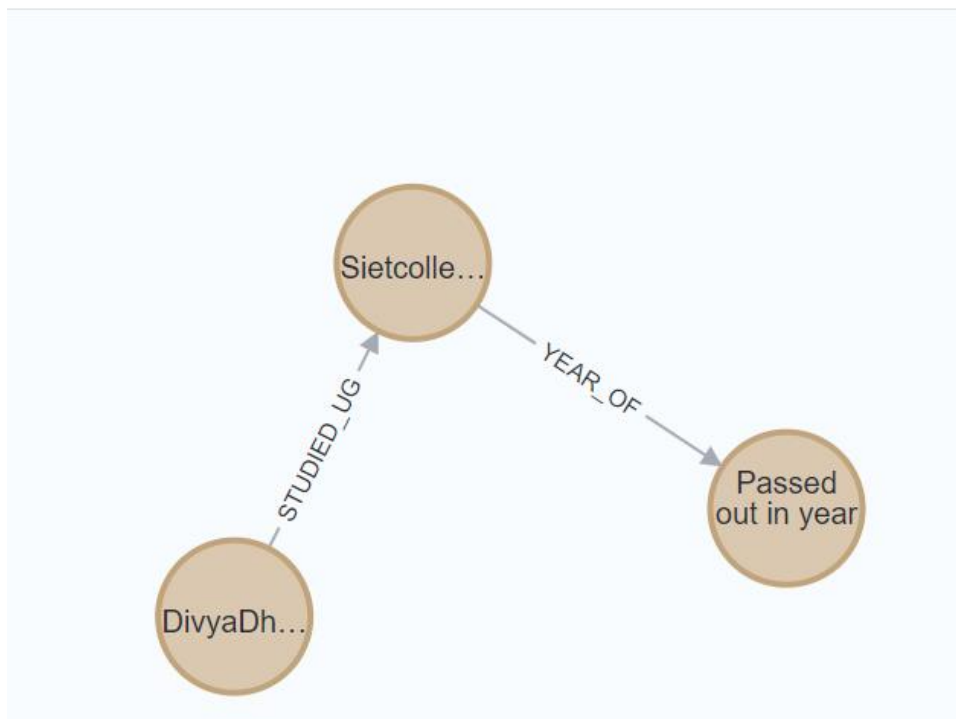 Sietcolle…
YEAR_OF
STUDIED_UG
Passed
out in year
DivyaDh…